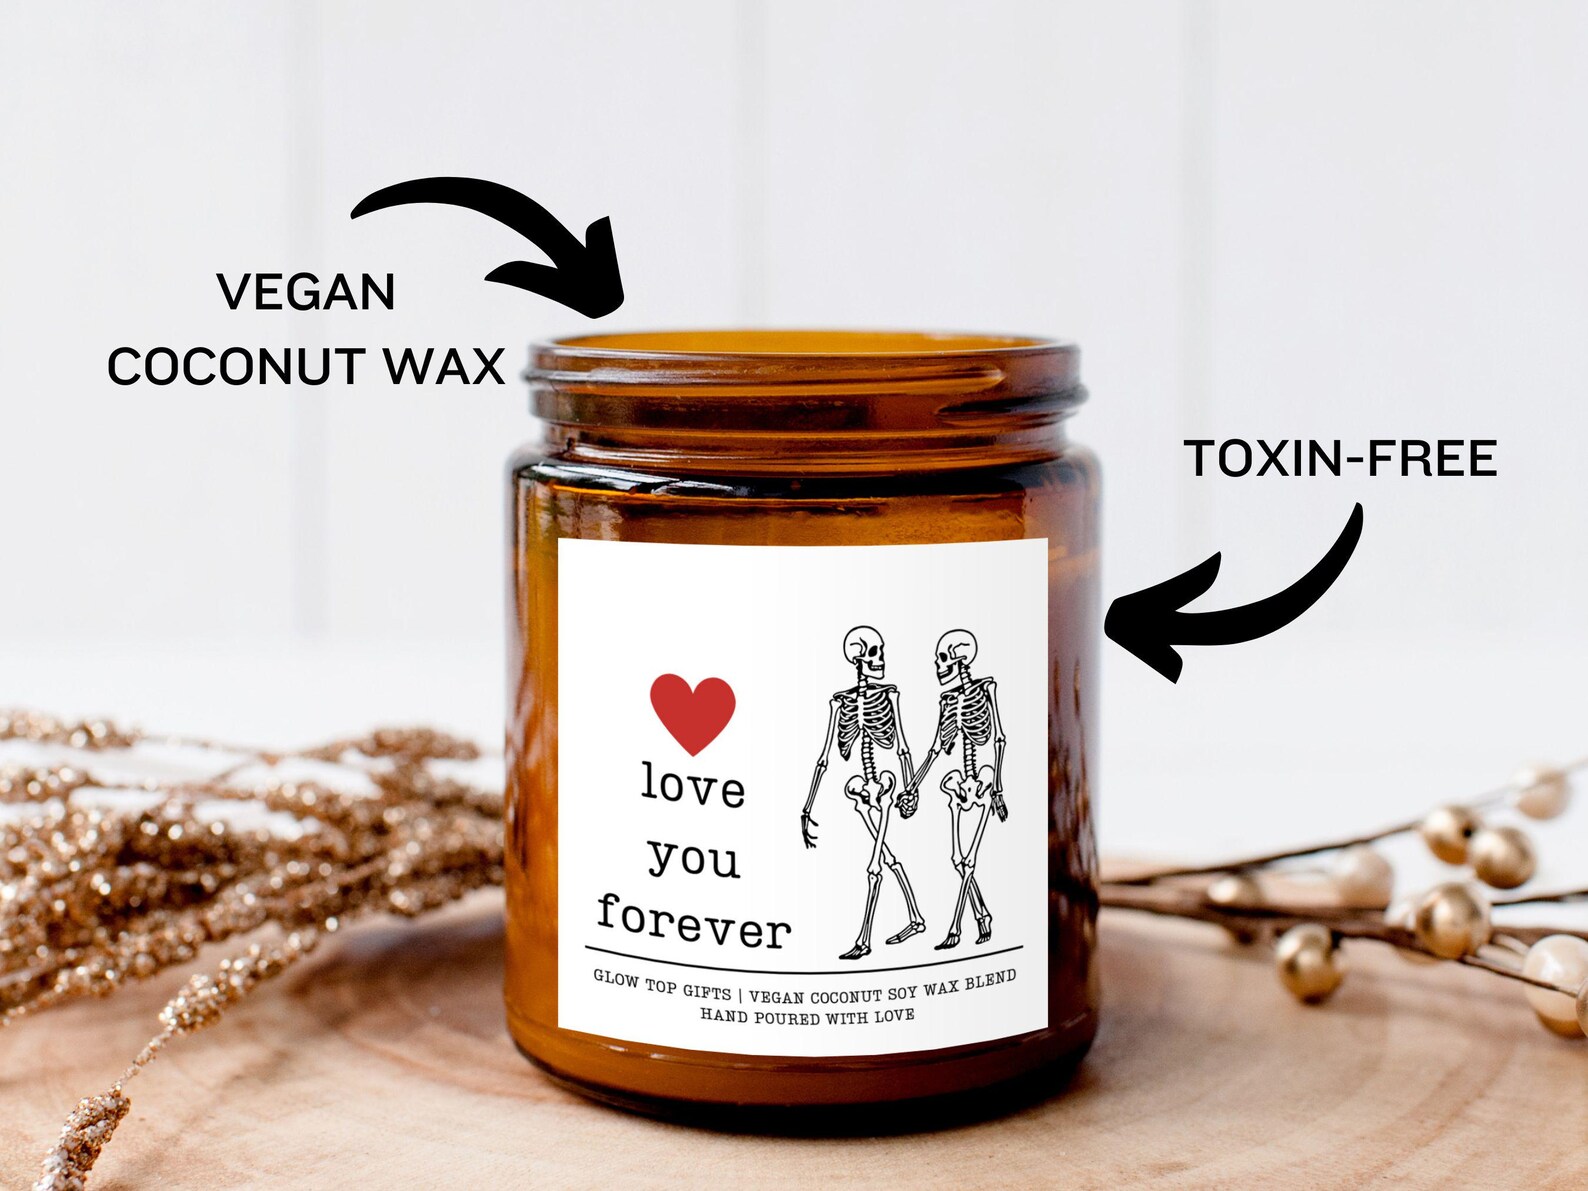 VEGAN
COCONUT WAX
TOXIN-FREE
love
you
forever
GLOW TOP GIFTS | VEGAN COCONUT SOY WAX BLEND
HAND POURED WITH LOVE